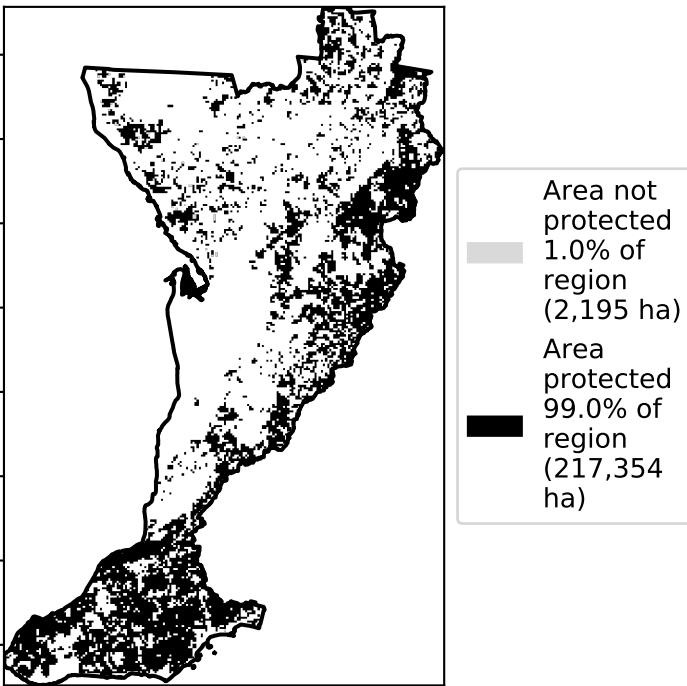 Area not
protected
1.0% of
region
(2,195 ha)
Area
protected
99.0% of
region
(217,354
ha)